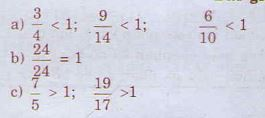 a) 3/4 < 1; 9/14 < 1; 6/10 < 1
b) 24/24 = 1
c) 7/5 > 1; 19/17 >1